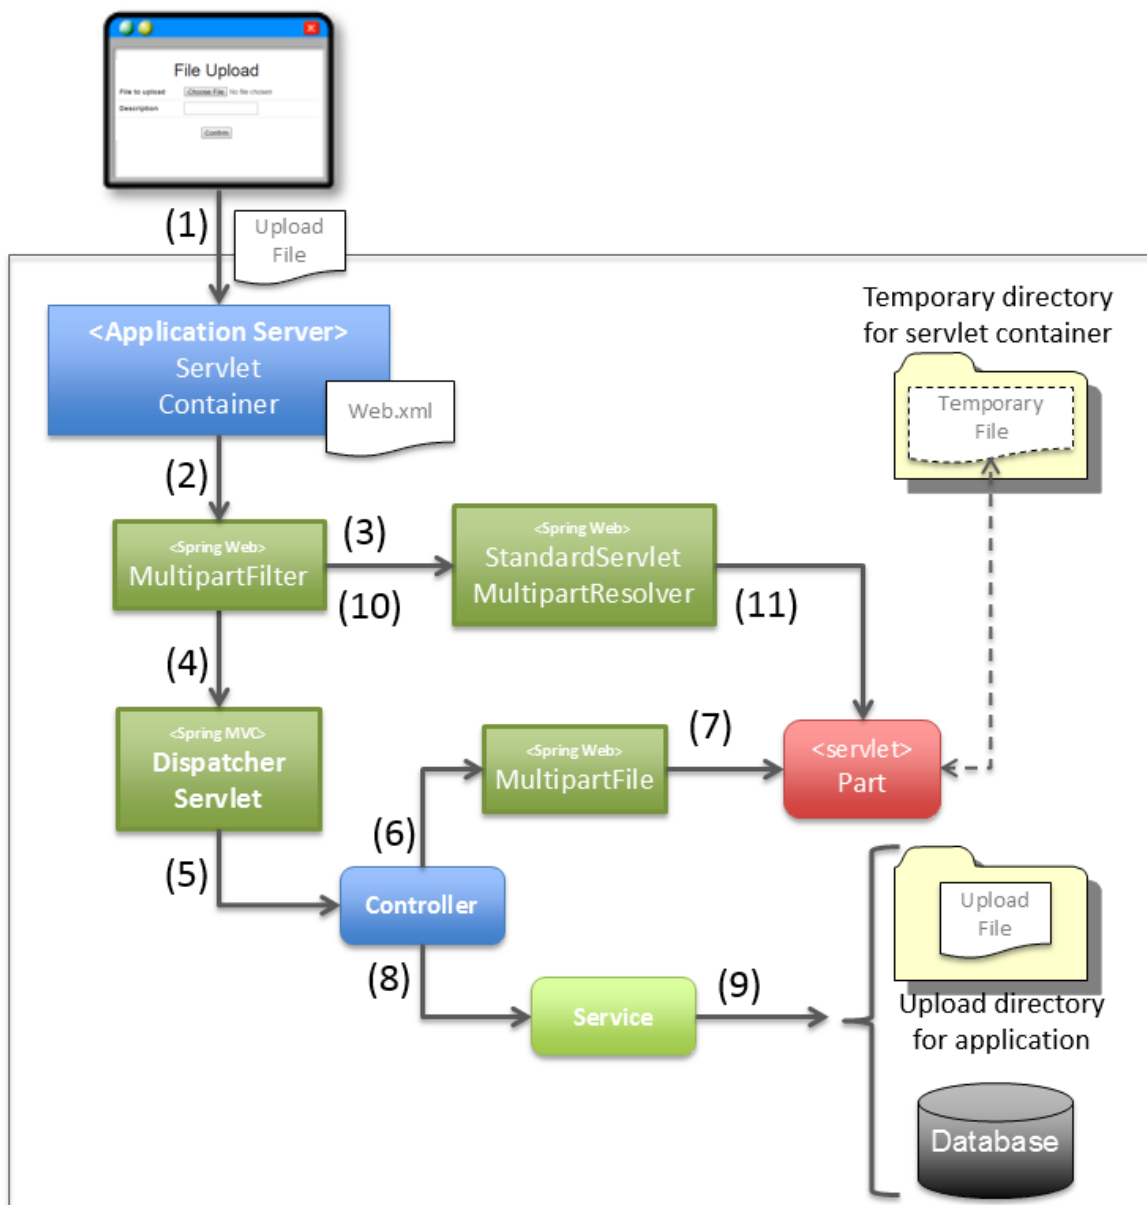 File Upload
File to upload
Choose File
No file chosen
Description
Confirm
(1)
Upload
File
<Application Server>
Servlet
Container
Web.xml
Temporary directory
for servlet container
Temporary
File
(2)
<Spring Web>
MultipartFilter
(3)
(10)
<Spring Web>
StandardServlet
MultipartResolver
(11)
(4)
<Spring MVC>
Dispatcher
Servlet
<Spring Web>
MultipartFile
(7)
<servlet>
Part
(5)
(6)
Controller
Upload
File
Upload directory
for application
(8)
Service
(9)
Database